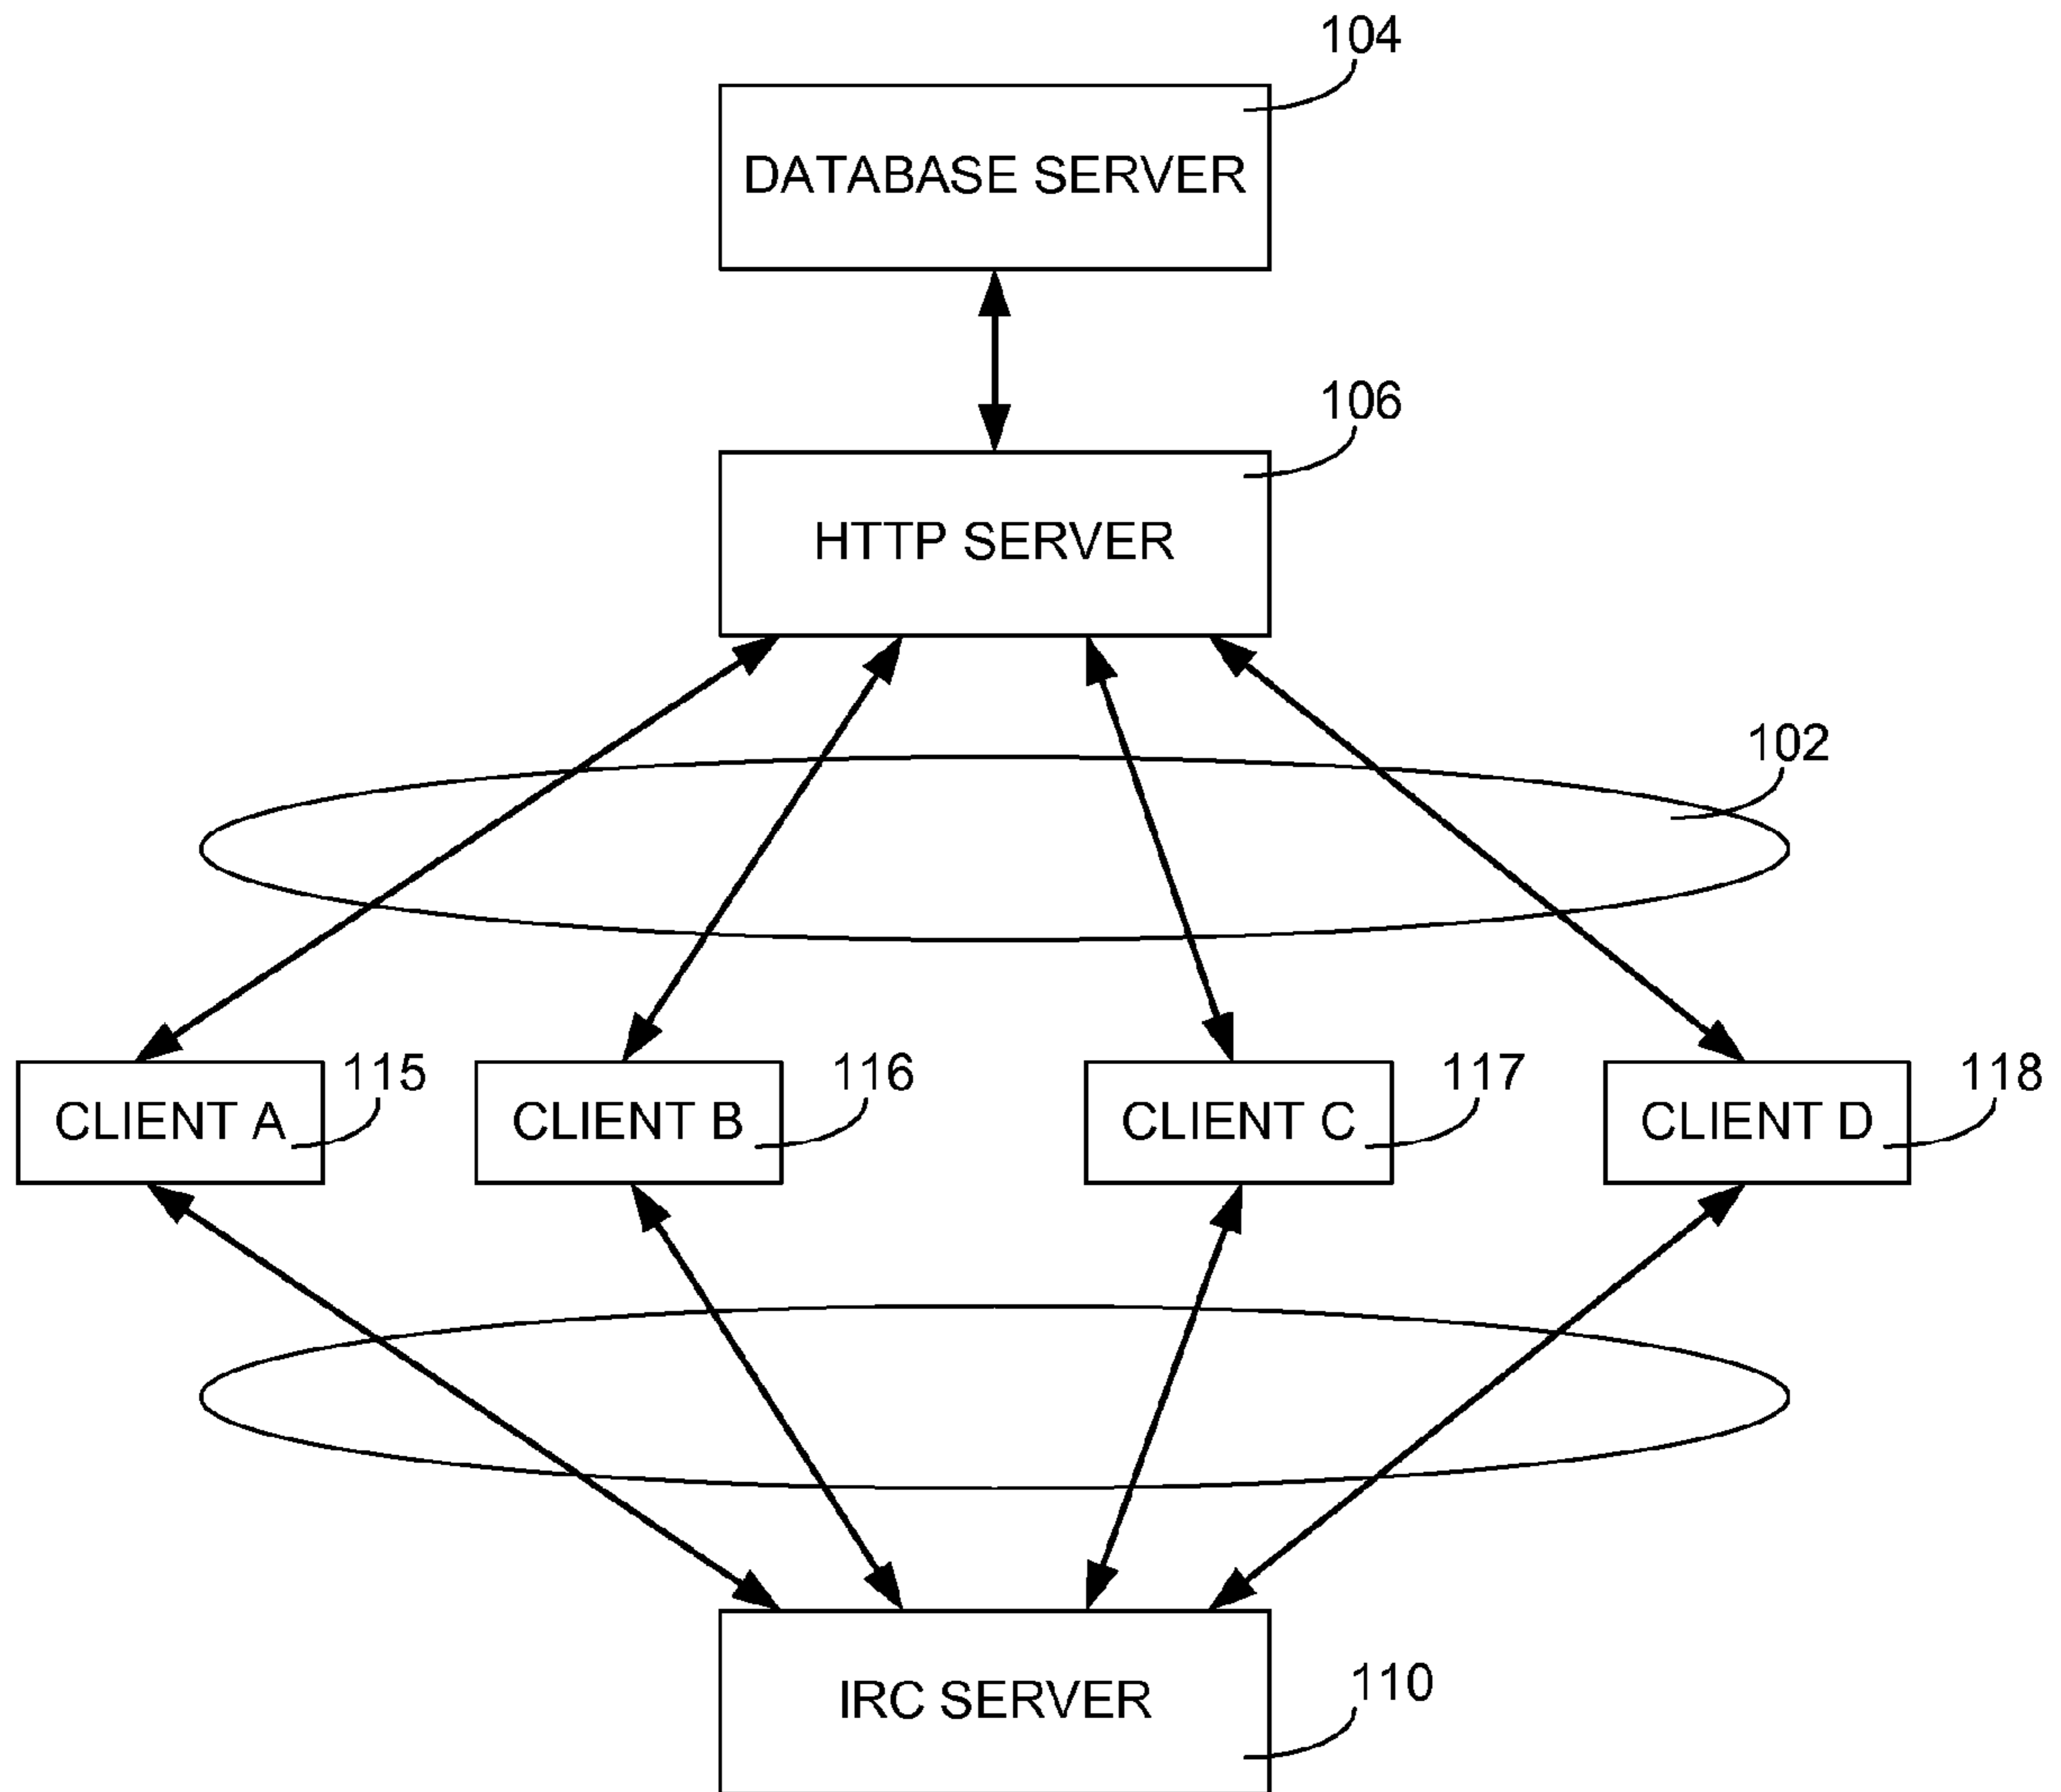 104
DATABASE SERVER
106
HTTP SERVER
102
115
116
117
118
CLIENT A
CLIENT B
CLIENT C
CLIENT D
IRC SERVER
110